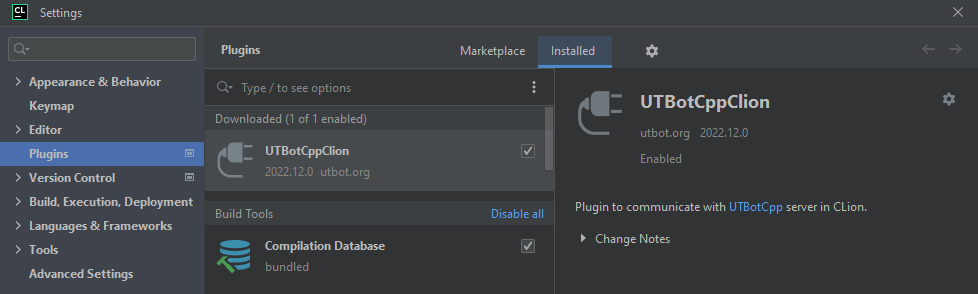 CL Settings
Plugins Marketplace Installed
Appearance & Behavior
Keymap
Editor
Plugins
Version Control
Build, Execution, Deployment
Languages & Frameworks
Tools
Advanced Settings
Type / to see options
Downloaded (1 of 1 enabled)
UTBotCppClion
2022.12.0 utbot.org
Build Tools Disable all
Compilation Database
bundled
UTBotCppClion
utbot.org 2022.12.0
Enabled
Plugin to communicate with UTBotCpp server in CLion.
Change Notes